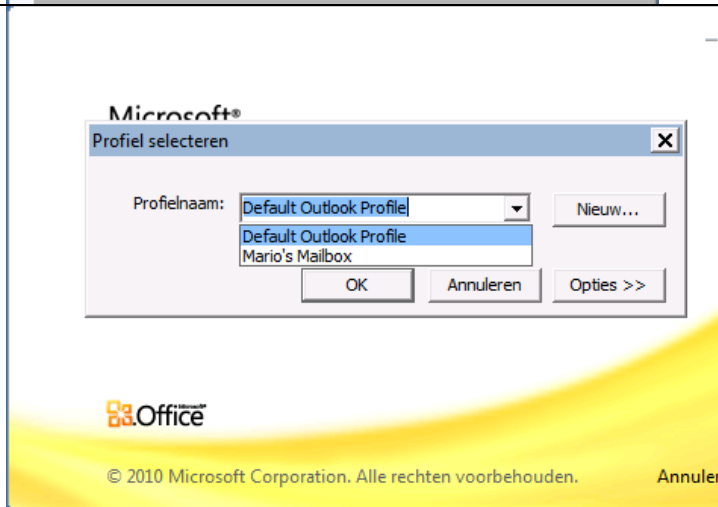 Microsoft®
Profiel selecteren
Profielnaam: Default Outlook Profile Nieuw...
Default Outlook Profile
Mario's Mailbox
OK Annuleren Opties >>
Office
© 2010 Microsoft Corporation. Alle rechten voorbehouden. Annuler